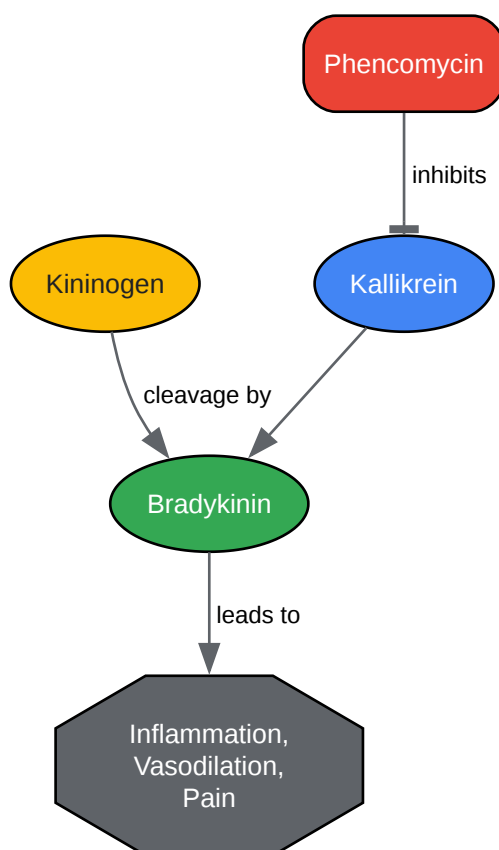 Phencomycin
inhibits
Kininogen
Kallikrein
cleavage by
Bradykinin
leads to
Inflammation,
Vasodilation,
Pain